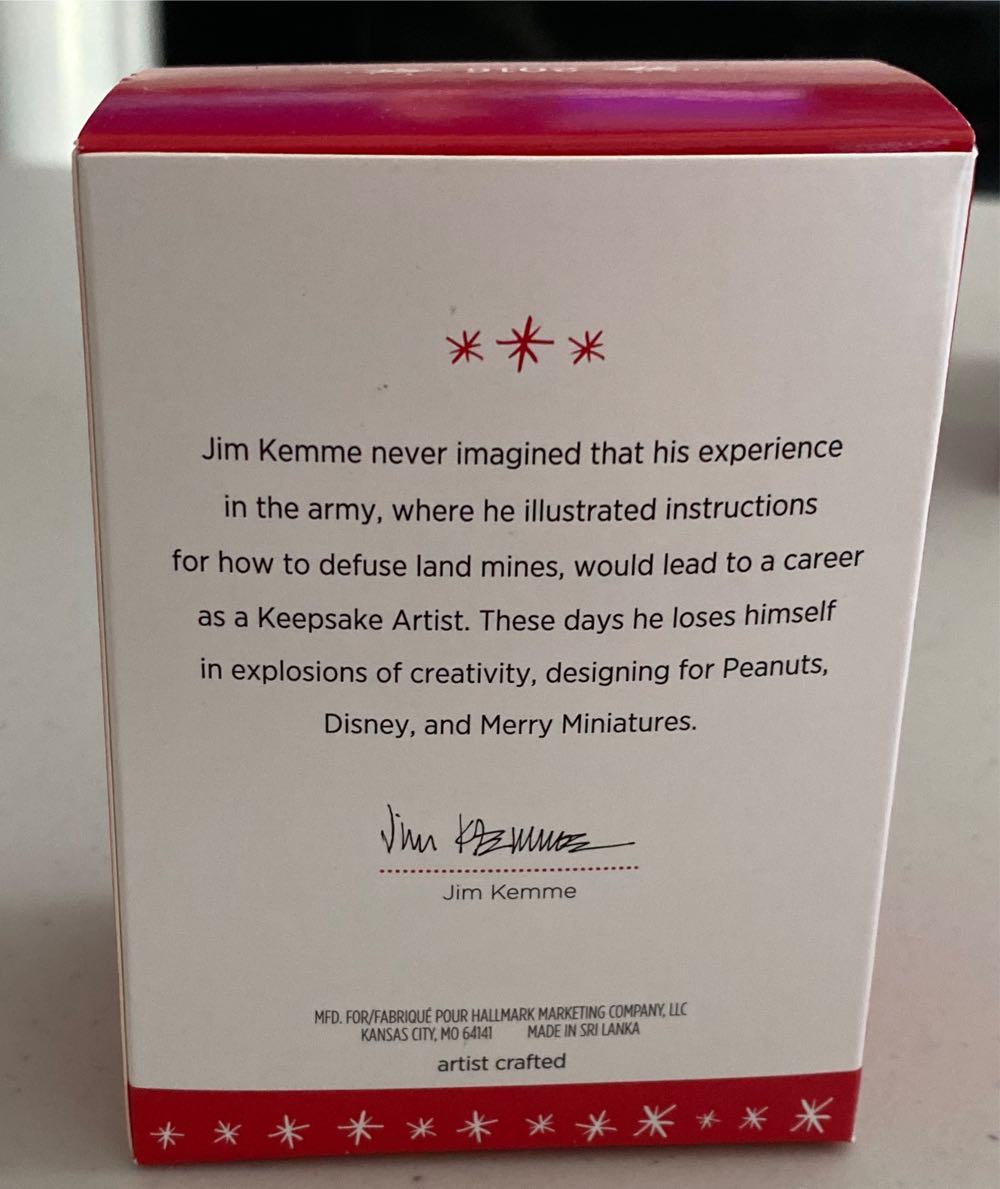 2016
Jim Kemme never imagined that his experience
in the army, where he illustrated instructions
for how to defuse land mines, would lead to a career
as a Keepsake Artist. These days he loses himself
in explosions of creativity, designing for Peanuts,
Disney, and Merry Miniatures.
Jim Kemme
Jim Kemme
MFD. FOR/FABRIQUÉ POUR HALLMARK MARKETING COMPANY, LLC
KANSAS CITY, MO 64141 MADE IN SRI LANKA
artist crafted